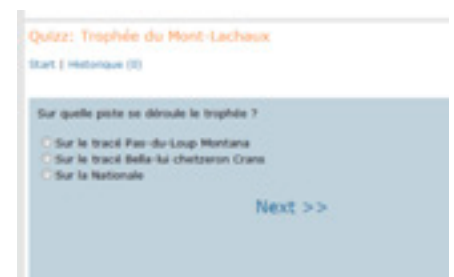 Quizz: Trophée du Mont-Lachaux
Start | Historique (0)
Sur quelle piste se déroule le trophée ?
Sur le tracé Pas-du-Loup Montana
Sur le tracé Bella-lui chetzeron Crans
Sur la Nationale
Next >>